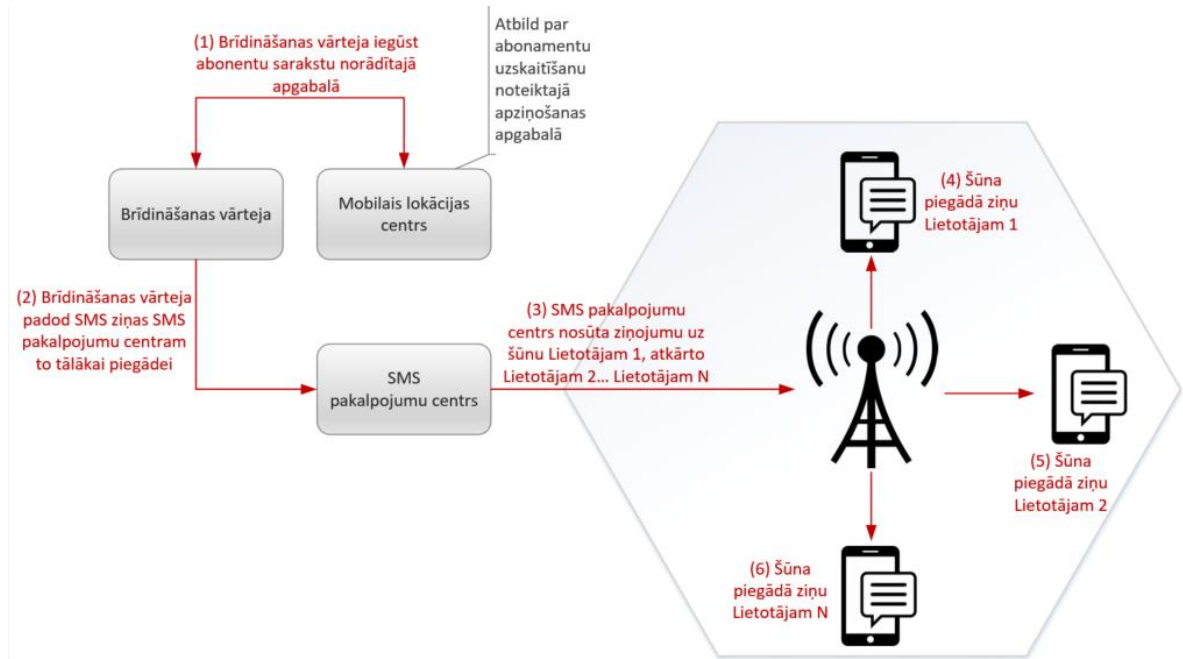 (1) Brīdināšanas vārteja iegūst
abonentu sarakstu norādītajā
apgabalā
Atbild par
abonamentu
uzskaitīšanu
noteiktajā
apziņošanas
apgabalā
Brīdināšanas vārteja
Mobilais lokācijas
centrs
(2) Brīdināšanas vārteja
padod SMS ziņas SMS
pakalpojumu centram
to tālākai piegādei
SMS
pakalpojumu centrs
(3) SMS pakalpojumu
centrs nosūta ziņojumu uz
šūnu Lietotājam 1, atkārto
Lietotājam 2... Lietotājam N
(4) Šūna
piegādā ziņu
Lietotājam 1
(5) Šūna
piegādā ziņu
Lietotājam 2
(6) Šūna
piegādā ziņu
Lietotājam N